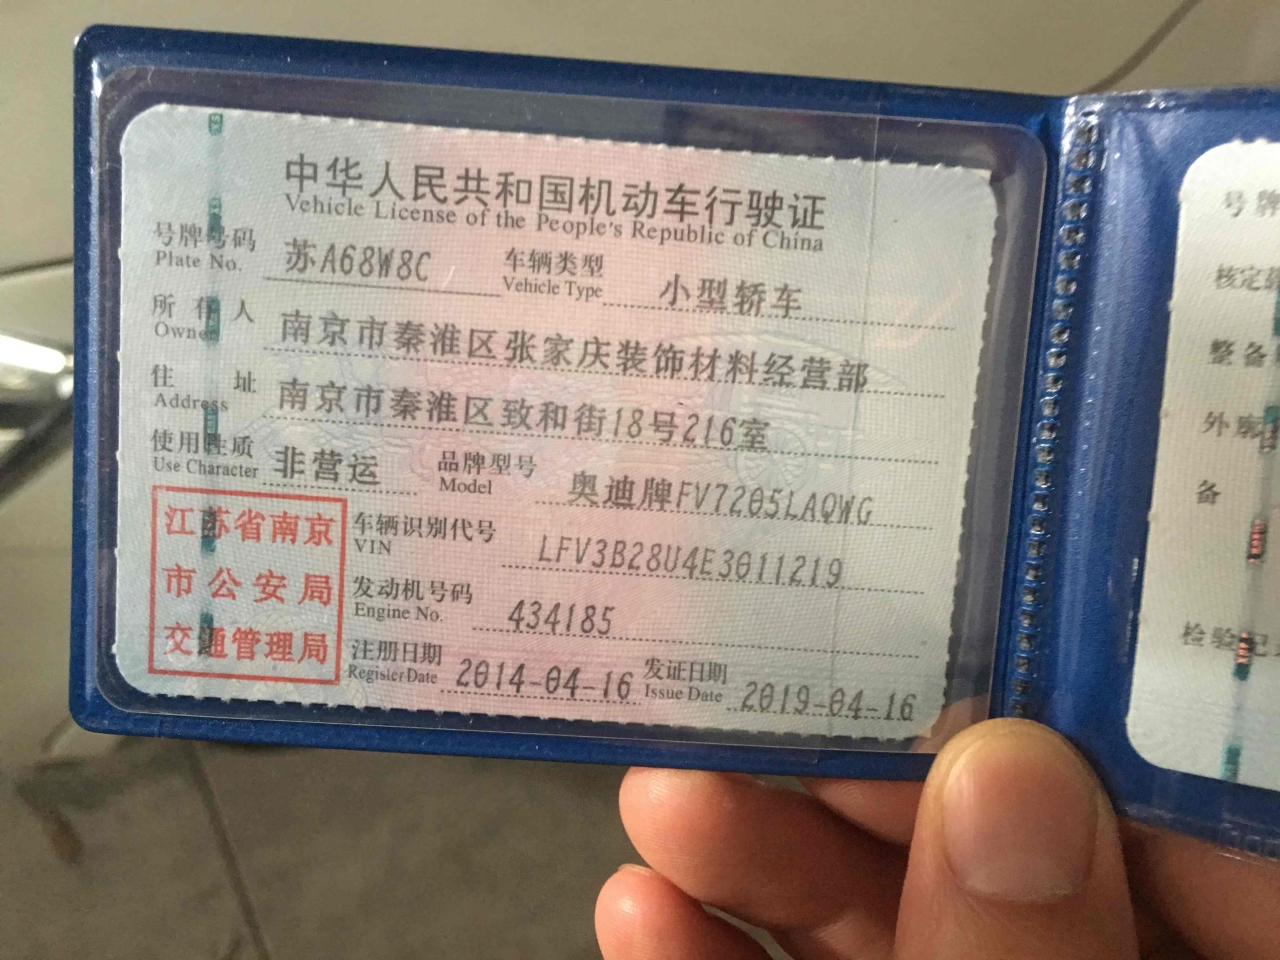 中华人民共和国机动车行驶证
Vehicle License of the People's Republic of China
号牌号码 苏A68W8C 车辆类型 小型轿车
Plate No. Vehicle Type
所有人 南京市秦淮区张家庆装饰材料经营部
Owner
住址 南京市秦淮区致和街18号216室
Address
使用性质 非营运 品牌型号 奥迪牌FV7205LAQWG
Use Character Model
江苏省南京
市公安局
交通管理局
车辆识别代号 LFV3B28U4E3011219
VIN
发动机号码 434185
Engine No.
注册日期 2014-04-16 发证日期 2019-04-16
Register Date Issue Date
号牌
核定
整备
外廓
备
检验记